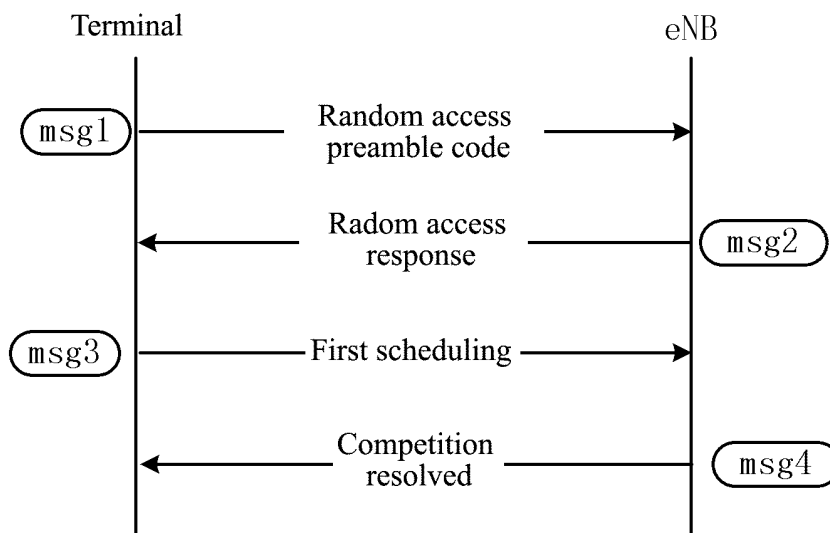 Terminal
eNB
msg1
Random access
preamble code
Radom access
response
msg2
msg3
First scheduling
Competition
resolved
msg4